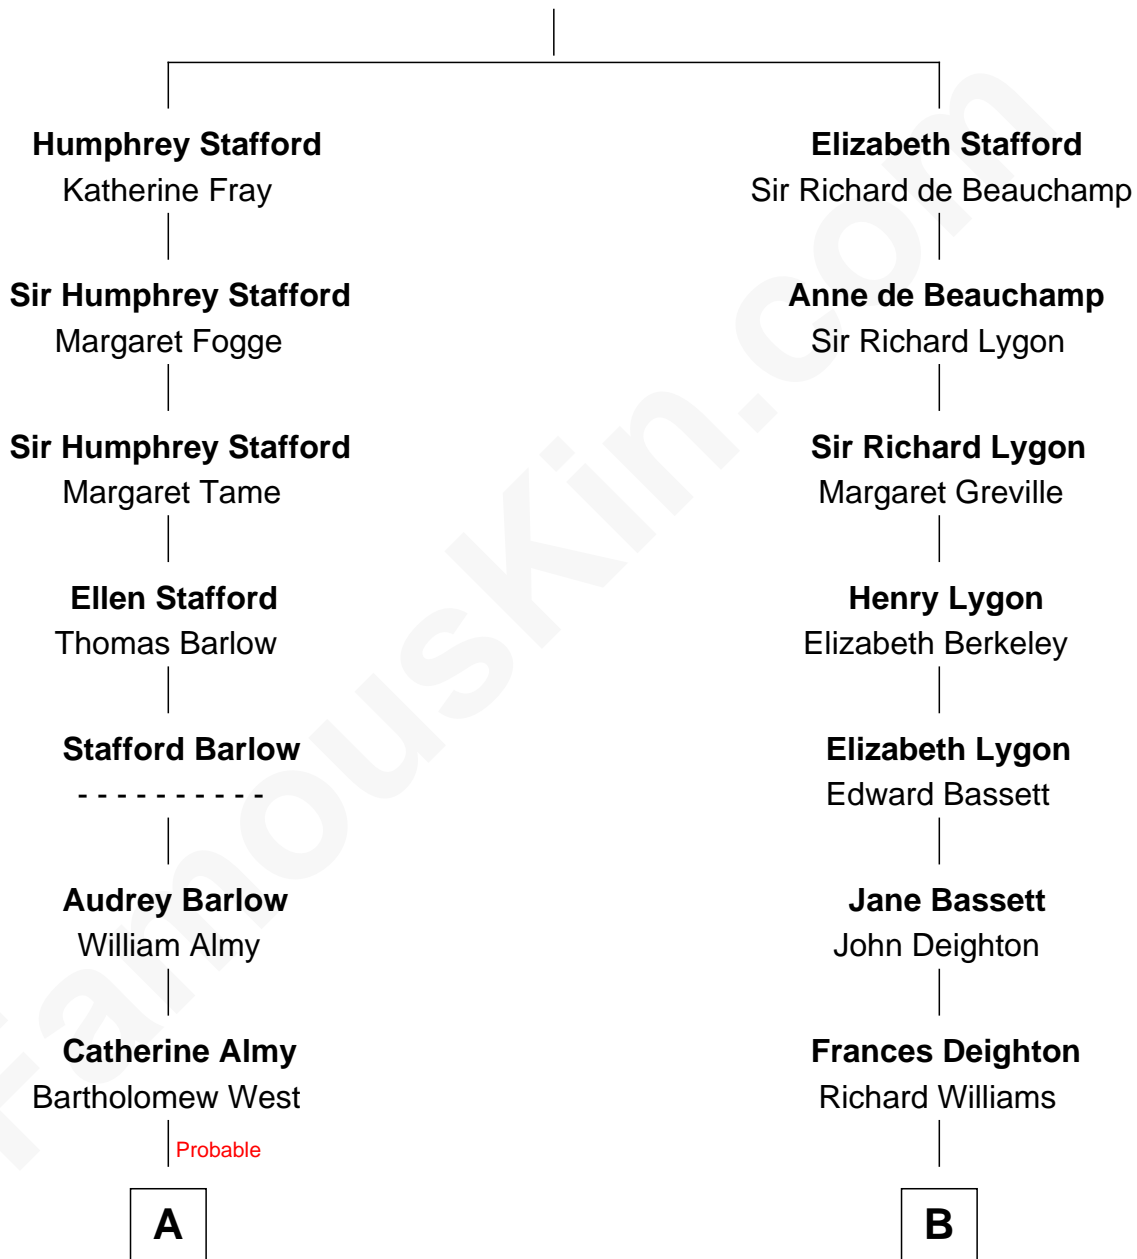 Humphrey Stafford
Katherine Fray
Sir Humphrey Stafford
Margaret Fogge
Sir Humphrey Stafford
Margaret Tame
Ellen Stafford
Thomas Barlow
Stafford Barlow
- - - - - - - - - -
Audrey Barlow
William Almy
Catherine Almy
Bartholomew West
Probable
A
Elizabeth Stafford
Sir Richard de Beauchamp
Anne de Beauchamp
Sir Richard Lygon
Sir Richard Lygon
Margaret Greville
Henry Lygon
Elizabeth Berkeley
Elizabeth Lygon
Edward Bassett
Jane Bassett
John Deighton
Frances Deighton
Richard Williams
B
FamousKin.com